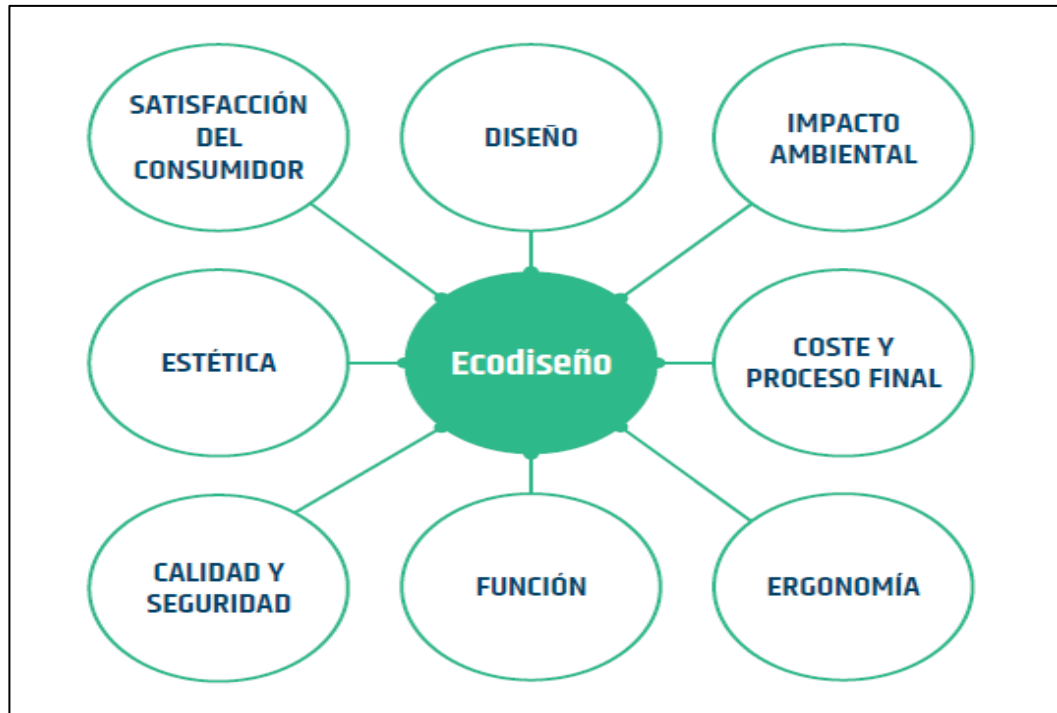 SATISFACCIÓN
DEL
CONSUMIDOR
DISEÑO
IMPACTO
AMBIENTAL
ESTÉTICA
Ecodiseño
COSTE Y
PROCESO FINAL
CALIDAD Y
SEGURIDAD
FUNCIÓN
ERGONOMÍA